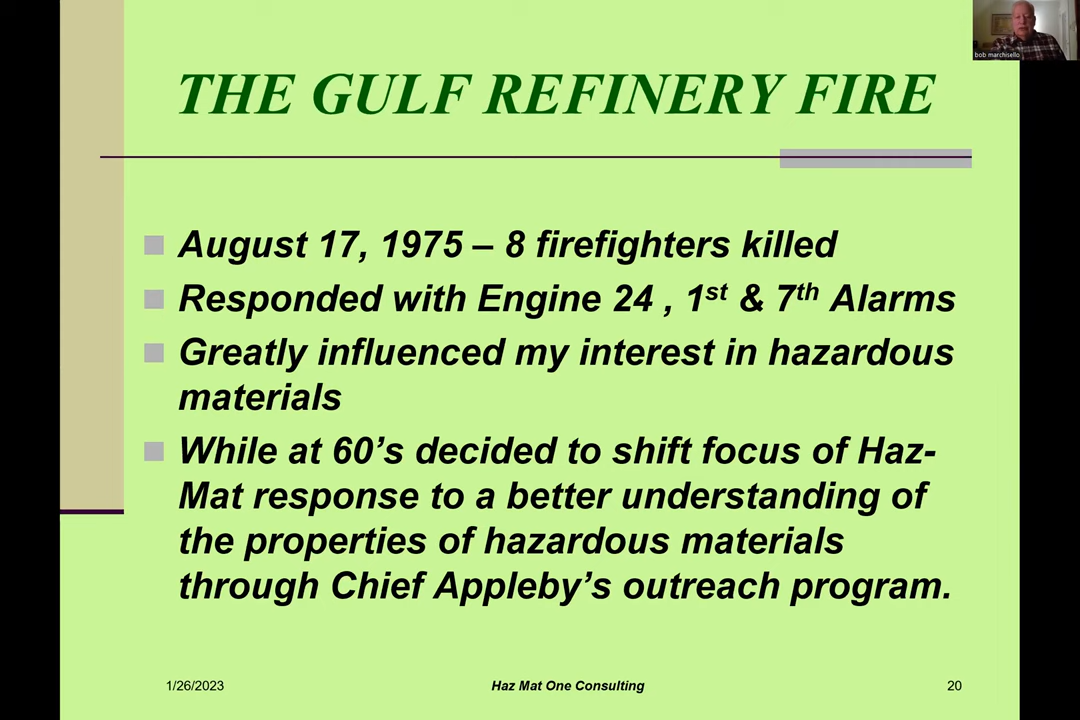 bob marchisello
THE GULF REFINERY FIRE
August 17, 1975 – 8 firefighters killed
Responded with Engine 24 , 1st & 7th Alarms
Greatly influenced my interest in hazardous
materials
While at 60’s decided to shift focus of Haz-
Mat response to a better understanding of
the properties of hazardous materials
through Chief Appleby’s outreach program.
1/26/2023
Haz Mat One Consulting
20